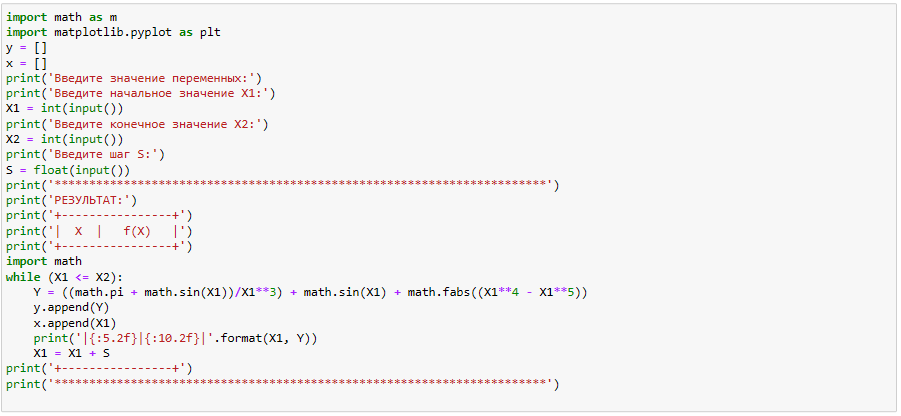 import math as m
import matplotlib.pyplot as plt
y = []
x = []
print('Введите значение переменных:')
print('Введите начальное значение X1:')
X1 = int(input())
print('Введите конечное значение X2:')
X2 = int(input())
print('Введите шаг S:')
S = float(input())
print('***********************************************************************')
print('РЕЗУЛЬТАТ:')
print('+----------------+')
print('|  X  |   f(X)   |')
print('+----------------+')
import math
while (X1 <= X2):
    Y = ((math.pi + math.sin(X1))/X1**3) + math.sin(X1) + math.fabs((X1**4 - X1**5))
    y.append(Y)
    x.append(X1)
    print('|{:5.2f}|{:10.2f}|'.format(X1, Y))
    X1 = X1 + S
print('+----------------+')
print('***********************************************************************')